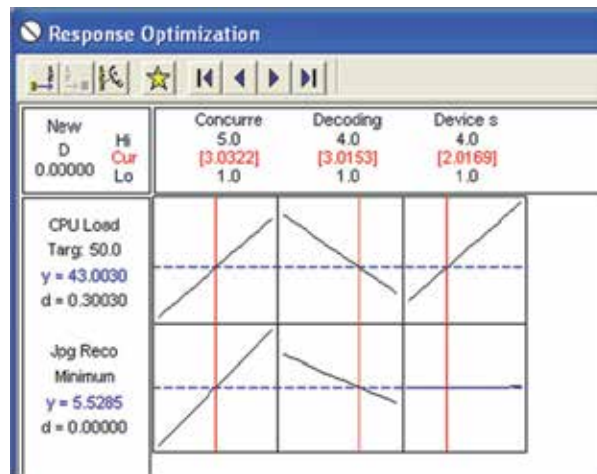 Response Optimization
New
D
0.00000
Hi
Cur
Lo
Concurre
5.0
[3.0322]
1.0
Decoding
4.0
[3.0153]
1.0
Device s
4.0
[2.0169]
1.0
CPU Load
Targ: 50.0
y = 43.0030
d = 0.30030
Jpg Reco
Minimum
y = 5.5285
d = 0.00000